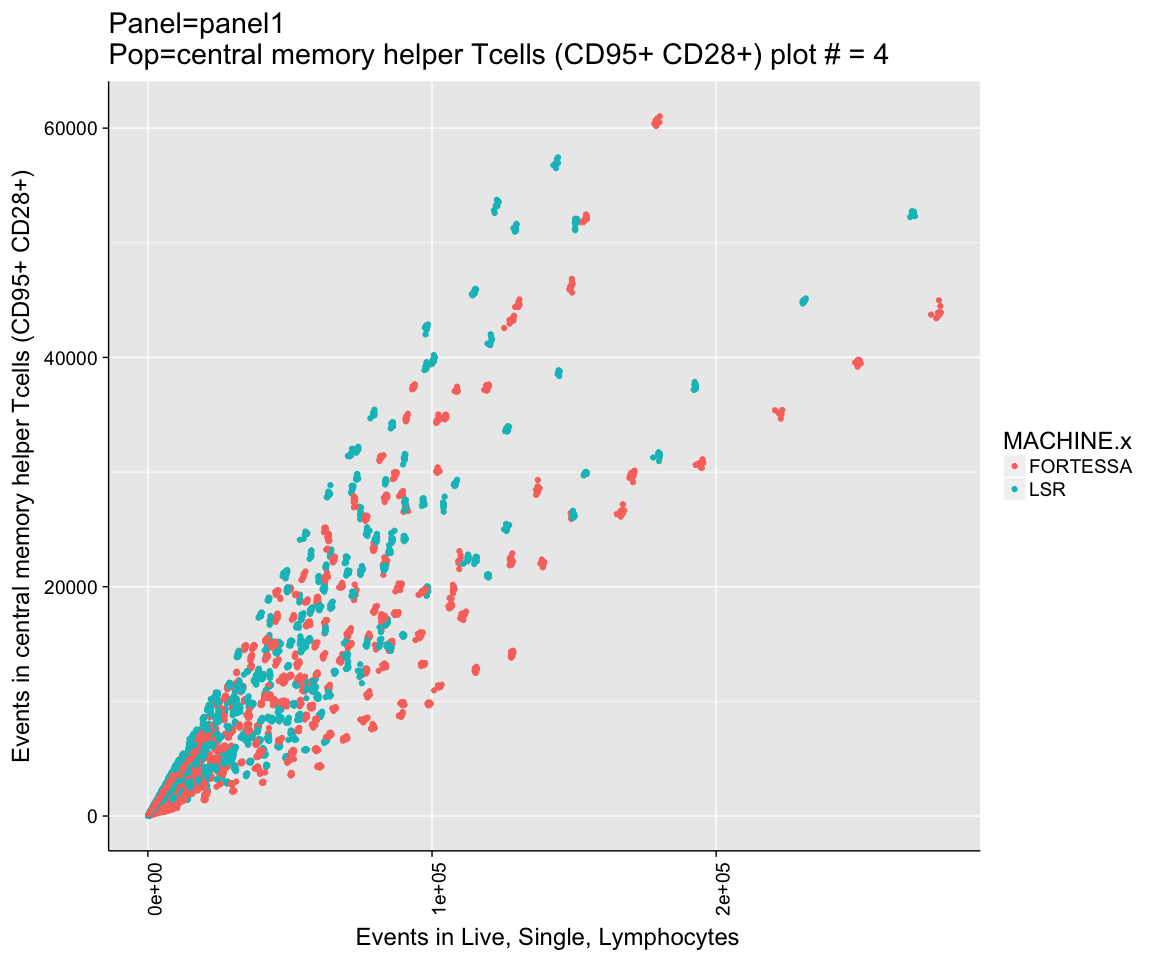 Panel=panel1
Pop=central memory helper Tcells (CD95+ CD28+) plot # = 4
Events in central memory helper Tcells (CD95+ CD28+)
60000
40000
20000
0
0e+00
1e+05
2e+05
Events in Live, Single, Lymphocytes
MACHINE.x
FORTESSA
LSR